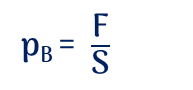 p_B = F/S